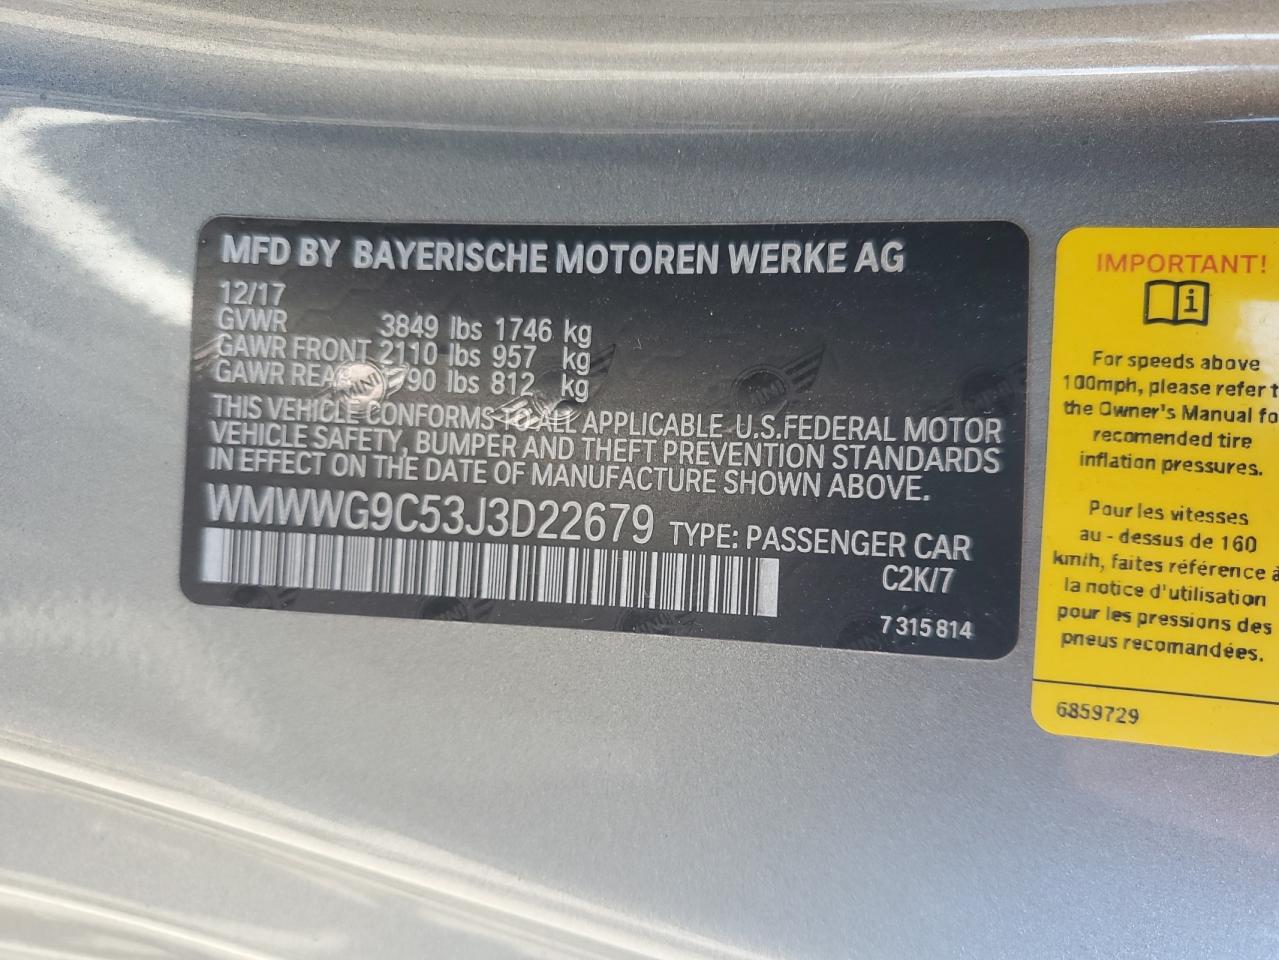 MFD BY BAYERISCHE MOTOREN WERKE AG
12/17
GVWR 3849 lbs 1746 kg
GAWR FRONT 2110 lbs 957 kg
GAWR REAR 1790 lbs 812 kg
THIS VEHICLE CONFORMS TO ALL APPLICABLE U.S.FEDERAL MOTOR
VEHICLE SAFETY, BUMPER AND THEFT PREVENTION STANDARDS
IN EFFECT ON THE DATE OF MANUFACTURE SHOWN ABOVE.
WMWWG9C53J3D22679 TYPE: PASSENGER CAR
C2K/7
7 315 814
MINI
MINI
IMPORTANT!
i
For speeds above
100mph, please refer t
the Owner's Manual fo
recomended tire
inflation pressures.
Pour les vitesses
au - dessus de 160
km/h, faites référence à
la notice d'utilisation
pour les pressions des
pneus recomandées.
6859729